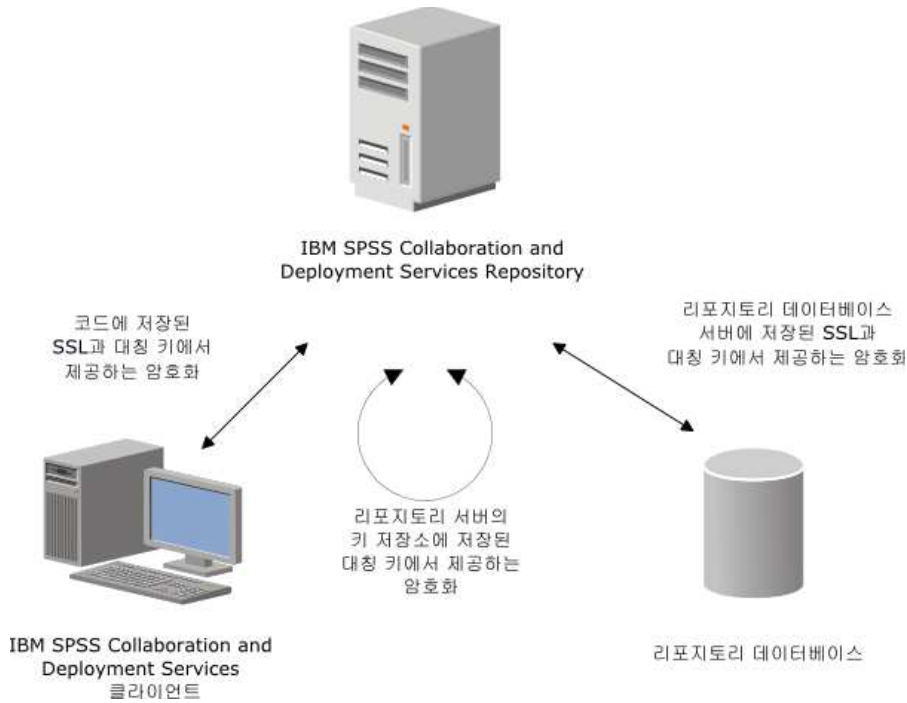 IBM SPSS Collaboration and
Deployment Services Repository
코드에 저장된
SSL과 대칭 키에서
제공하는 암호화
리포지토리 데이터베이스
서버에 저장된 SSL과
대칭 키에서 제공하는 암호화
리포지토리 서버의
키 저장소에 저장된
대칭 키에서 제공하는
암호화
IBM SPSS Collaboration and
Deployment Services
클라이언트
리포지토리 데이터베이스